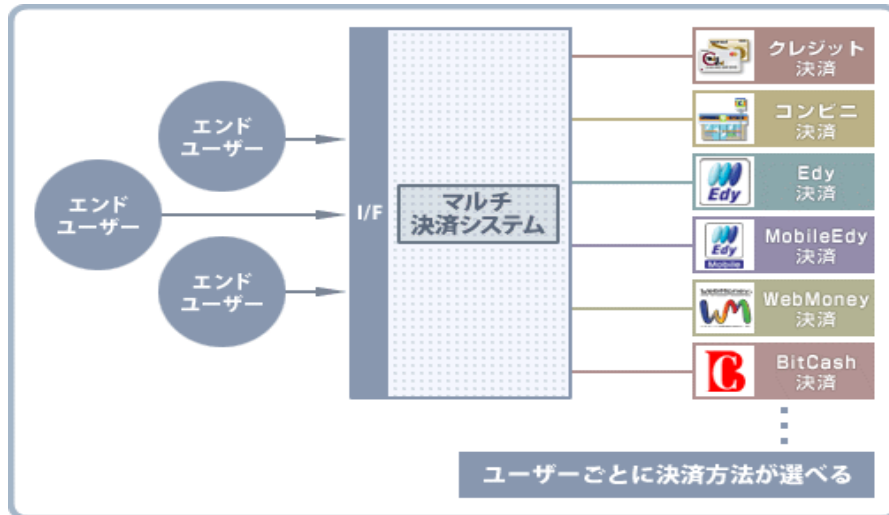 エンド
ユーザー
エンド
ユーザー
エンド
ユーザー
I/F
マルチ
決済システム
クレジット
決済
コンビニ
決済
Edy
Edy
決済
Edy
Mobile
MobileEdy
決済
WebMoney
決済
BitCash
決済
ユーザーごとに決済方法が選べる